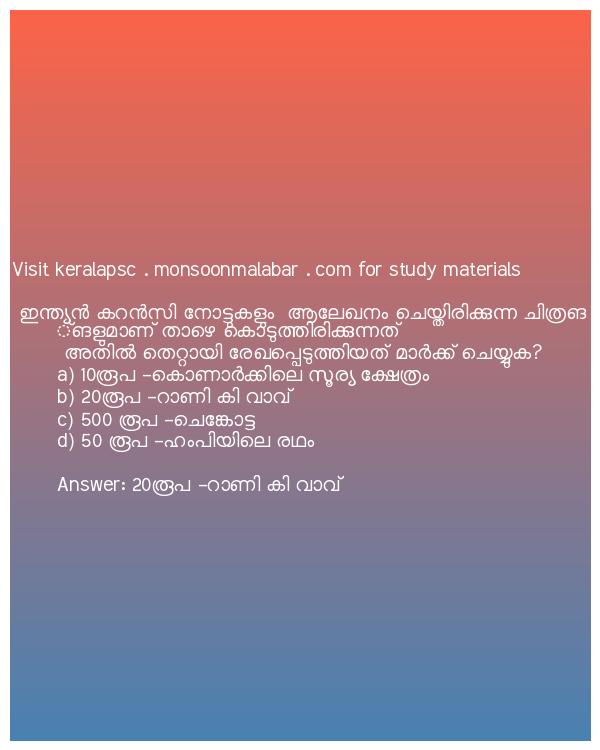 Visit keralapsc . monsoonmalabar . com for study materials
ഇന്ത്യൻ കറൻസി നോട്ടുകളും ആലേഖനം ചെയ്തിരിക്കുന്ന ചിത്രങ
്ങളുമാണ് താഴെ കൊടുത്തിരിക്കുന്നത്
അതിൽ തെറ്റായി രേഖപ്പെടുത്തിയത് മാർക്ക് ചെയ്യുക?
a) 10രൂപ -കൊണാർക്കിലെ സൂര്യ ക്ഷേത്രം
b) 20രൂപ -റാണി കി വാവ്
c) 500 രൂപ -ചെങ്കോട്ട
d) 50 രൂപ -ഹംപിയിലെ രഥം
Answer: 20രൂപ -റാണി കി വാവ്